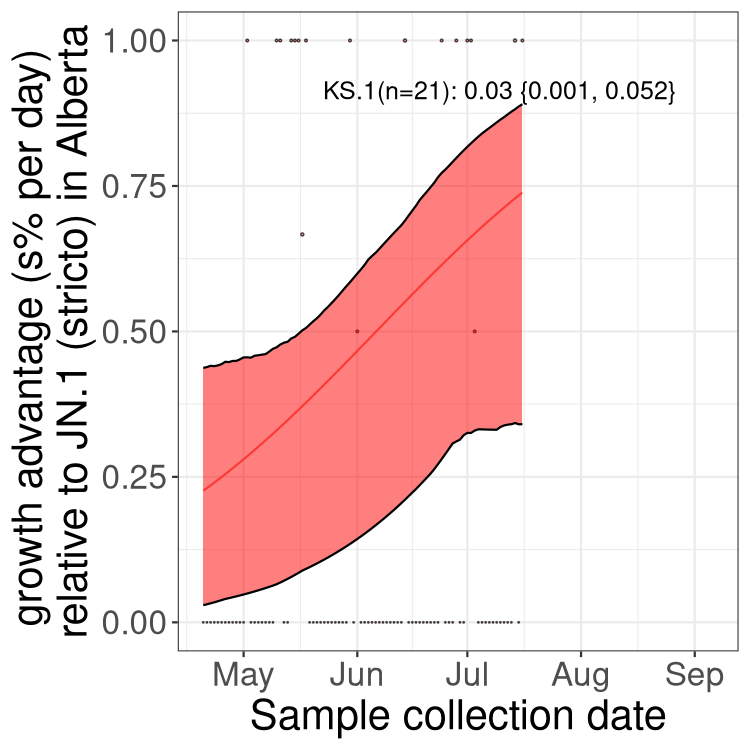 growth advantage (s% per day)
relative to JN.1 (stricto) in Alberta
1.00
0.75
0.50
0.25
0.00
KS.1(n=21): 0.03 {0.001, 0.052}
May Jun Jul Aug Sep
Sample collection date